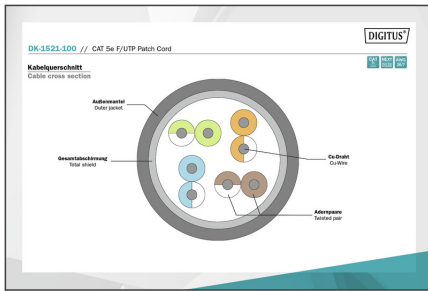 DIGITUS
DK-1521-100 // CAT 5e F/UTP Patch Cord
Kabelquerschnitt
Cable cross section
Außenmantel
Outer jacket
Gesamtabschirmung
Total shield
Cu-Draht
Cu-Wire
Adernpaare
Twisted pair